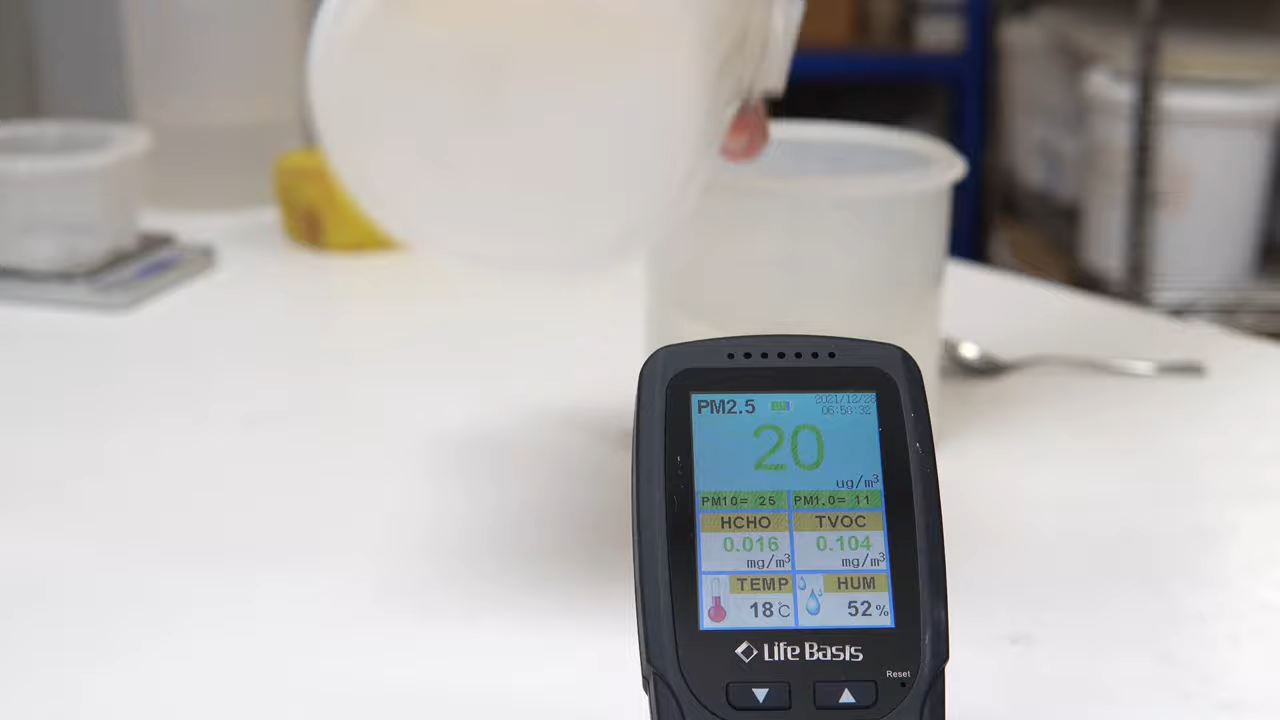 PM2.5
2021/12/28
06:50:32
20
ug/m³
PM10= 25 PM1.0= 11
HCHO TVOC
0.016 0.104
mg/m³ mg/m³
TEMP HUM
18℃ 52%
Life Basis
Reset